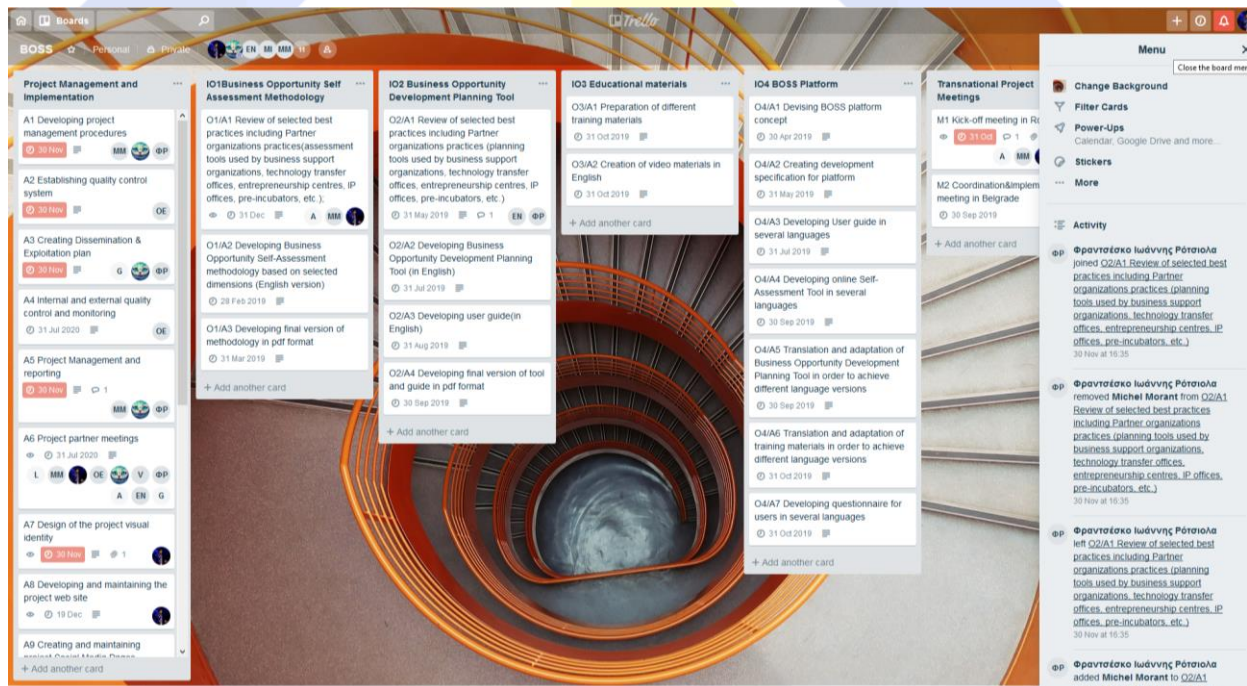 Boards
Trello
BOSS
Personal
Private
EN
MI
MM
Project Management and
Implementation
A1 Developing project
management procedures
30 Nov
MM
ΦΡ
A2 Establishing quality control
system
30 Nov
OE
A3 Creating Dissemination &
Exploitation plan
30 Nov
G
ΦΡ
A4 Internal and external quality
control and monitoring
31 Jul 2020
OE
A5 Project Management and
reporting
30 Nov
1
MM
ΦΡ
A6 Project partner meetings
31 Jul 2020
L
MM
OE
V
ΦΡ
A
EN
G
A7 Design of the project visual
identity
30 Nov
1
A8 Developing and maintaining the
project web site
19 Dec
A9 Creating and maintaining
project Social Media Pages
+ Add another card
IO1Business Opportunity Self
Assessment Methodology
O1/A1 Review of selected best
practices including Partner
organizations practices(assessment
tools used by business support
organizations, technology transfer
offices, entrepreneurship centres, IP
offices, pre-incubators, etc.);
31 Dec
A
MM
O1/A2 Developing Business
Opportunity Self-Assessment
methodology based on selected
dimensions (English version)
28 Feb 2019
O1/A3 Developing final version of
methodology in pdf format
31 Mar 2019
+ Add another card
IO2 Business Opportunity
Development Planning Tool
O2/A1 Review of selected best
practices including Partner
organizations practices (planning
tools used by business support
organizations, technology transfer
offices, entrepreneurship centres, IP
offices, pre-incubators, etc.)
31 May 2019
1
EN
ΦΡ
O2/A2 Developing Business
Opportunity Development Planning
Tool (in English)
31 Jul 2019
O2/A3 Developing user guide(in
English)
31 Aug 2019
O2/A4 Developing final version of tool
and guide in pdf format
30 Sep 2019
+ Add another card
IO3 Educational materials
O3/A1 Preparation of different
training materials
31 Oct 2019
O3/A2 Creation of video materials in
English
31 Oct 2019
+ Add another card
IO4 BOSS Platform
O4/A1 Devising BOSS platform
concept
30 Apr 2019
O4/A2 Creating development
specification for platform
31 May 2019
O4/A3 Developing User guide in
several languages
31 Jul 2019
O4/A4 Developing online Self-
Assessment Tool in several
languages
30 Sep 2019
O4/A5 Translation and adaptation of
Business Opportunity Development
Planning Tool in order to achieve
different language versions
30 Sep 2019
O4/A6 Translation and adaptation of
training materials in order to achieve
different language versions
31 Oct 2019
O4/A7 Developing questionnaire for
users in several languages
31 Oct 2019
+ Add another card
Transnational Project
Meetings
M1 Kick-off meeting in Ro
31 Oct
1
A
MM
M2 Coordination&Implem
meeting in Belgrade
30 Sep 2019
+ Add another card
Menu
Close the board mer
Change Background
Filter Cards
Power-Ups
Calendar, Google Drive and more...
Stickers
More
Activity
ΦΡ
Φραντσέσκο Ιωάννης Ρότσιολα
joined O2/A1 Review of selected best
practices including Partner
organizations practices (planning
tools used by business support
organizations, technology transfer
offices, entrepreneurship centres, IP
offices, pre-incubators, etc.)
30 Nov at 16:35
ΦΡ
Φραντσέσκο Ιωάννης Ρότσιολα
removed Michel Morant from O2/A1
Review of selected best practices
including Partner organizations
practices (planning tools used by
business support organizations,
technology transfer offices,
entrepreneurship centres, IP offices,
pre-incubators, etc.)
30 Nov at 16:35
ΦΡ
Φραντσέσκο Ιωάννης Ρότσιολα
left O2/A1 Review of selected best
practices including Partner
organizations practices (planning
tools used by business support
organizations, technology transfer
offices, entrepreneurship centres, IP
offices, pre-incubators, etc.)
30 Nov at 16:35
ΦΡ
Φραντσέσκο Ιωάννης Ρότσιολα
added Michel Morant to O2/A1